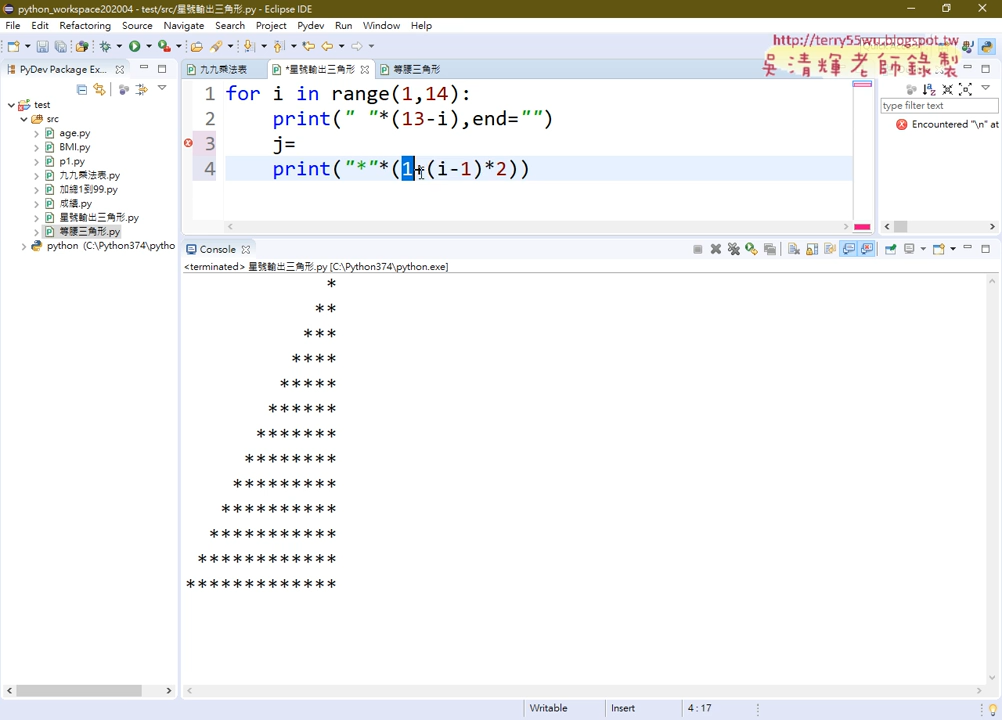 python_workspace202004 - test/src/星號輸出三角形.py - Eclipse IDE
File Edit Refactoring Source Navigate Search Project Pydev Run Window Help
http://terry55wu.blogspot.tw
吳清輝老師錄製
PyDev Package Ex...
九九乘法表
*星號輸出三角形
等腰三角形
test
src
age.py
BMI.py
p1.py
九九乘法表.py
加總1到99.py
成績.py
星號輸出三角形.py
等腰三角形.py
python (C:\Python374\pytho
1 for i in range(1,14):
2 print(" "*(13-i),end="")
3 j=
4 print("*"*(1+(i-1)*2))
type filter text
Encountered "\n" at
Console
<terminated> 星號輸出三角形.py [C:\Python374\python.exe]
*
**
***
****
*****
******
*******
********
*********
**********
***********
************
*************
Writable Insert 4 : 17